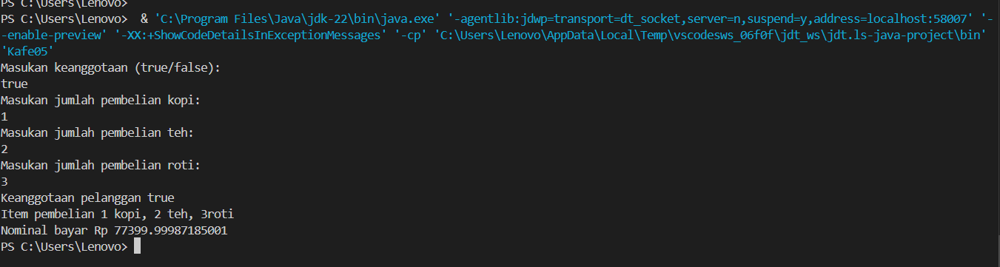 PS C:\Users\Lenovo>
PS C:\Users\Lenovo>  & 'C:\Program Files\Java\jdk-22\bin\java.exe' '-agentlib:jdwp=transport=dt_socket,server=n,suspend=y,address=localhost:58007' '-
-enable-preview' '-XX:+ShowCodeDetailsInExceptionMessages' '-cp' 'C:\Users\Lenovo\AppData\Local\Temp\vscodesws_06f0f\jdt_ws\jdt.ls-java-project\bin'
'Kafe05'
Masukan keanggotaan (true/false):
true
Masukan jumlah pembelian kopi:
1
Masukan jumlah pembelian teh:
2
Masukan jumlah pembelian roti:
3
Keanggotaan pelanggan true
Item pembelian 1 kopi, 2 teh, 3roti
Nominal bayar Rp 77399.99987185001
PS C:\Users\Lenovo>